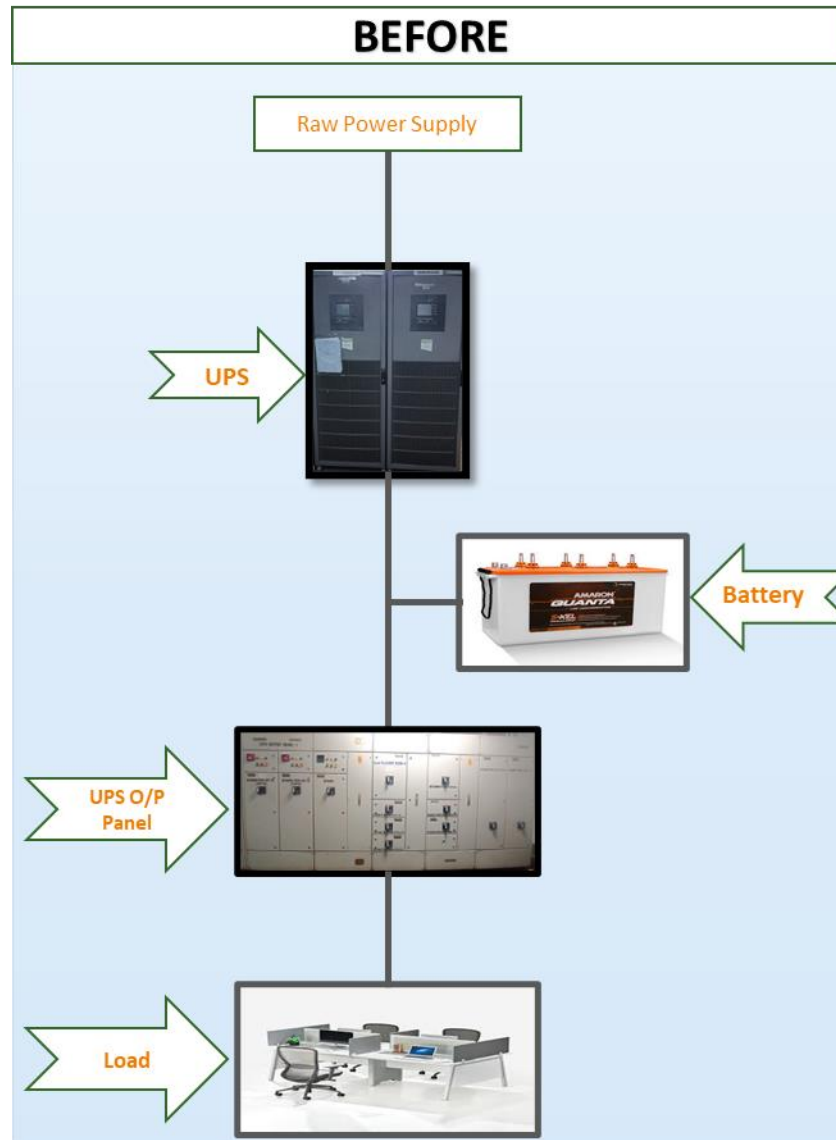 BEFORE
Raw Power Supply
UPS
AMARON
QUANTA
Battery
UPS O/P
Panel
Load